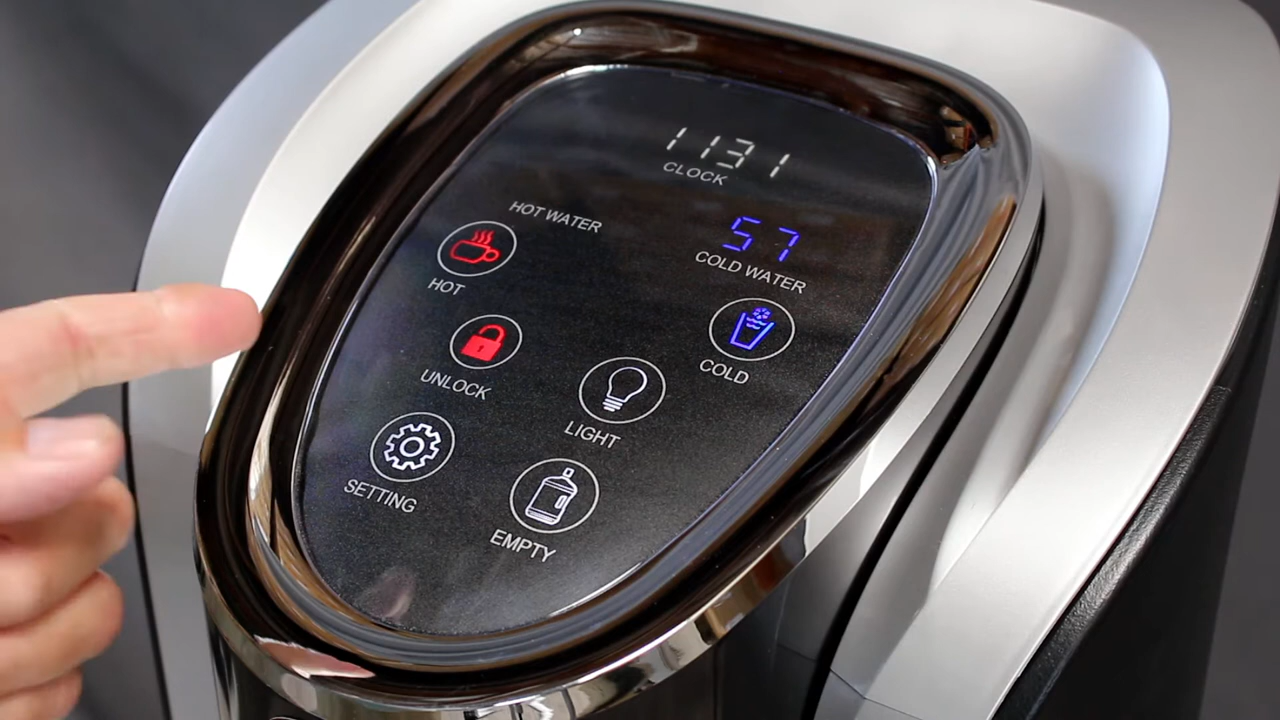 1131
CLOCK
HOT WATER
57
COLD WATER
HOT
COLD
UNLOCK
LIGHT
SETTING
EMPTY